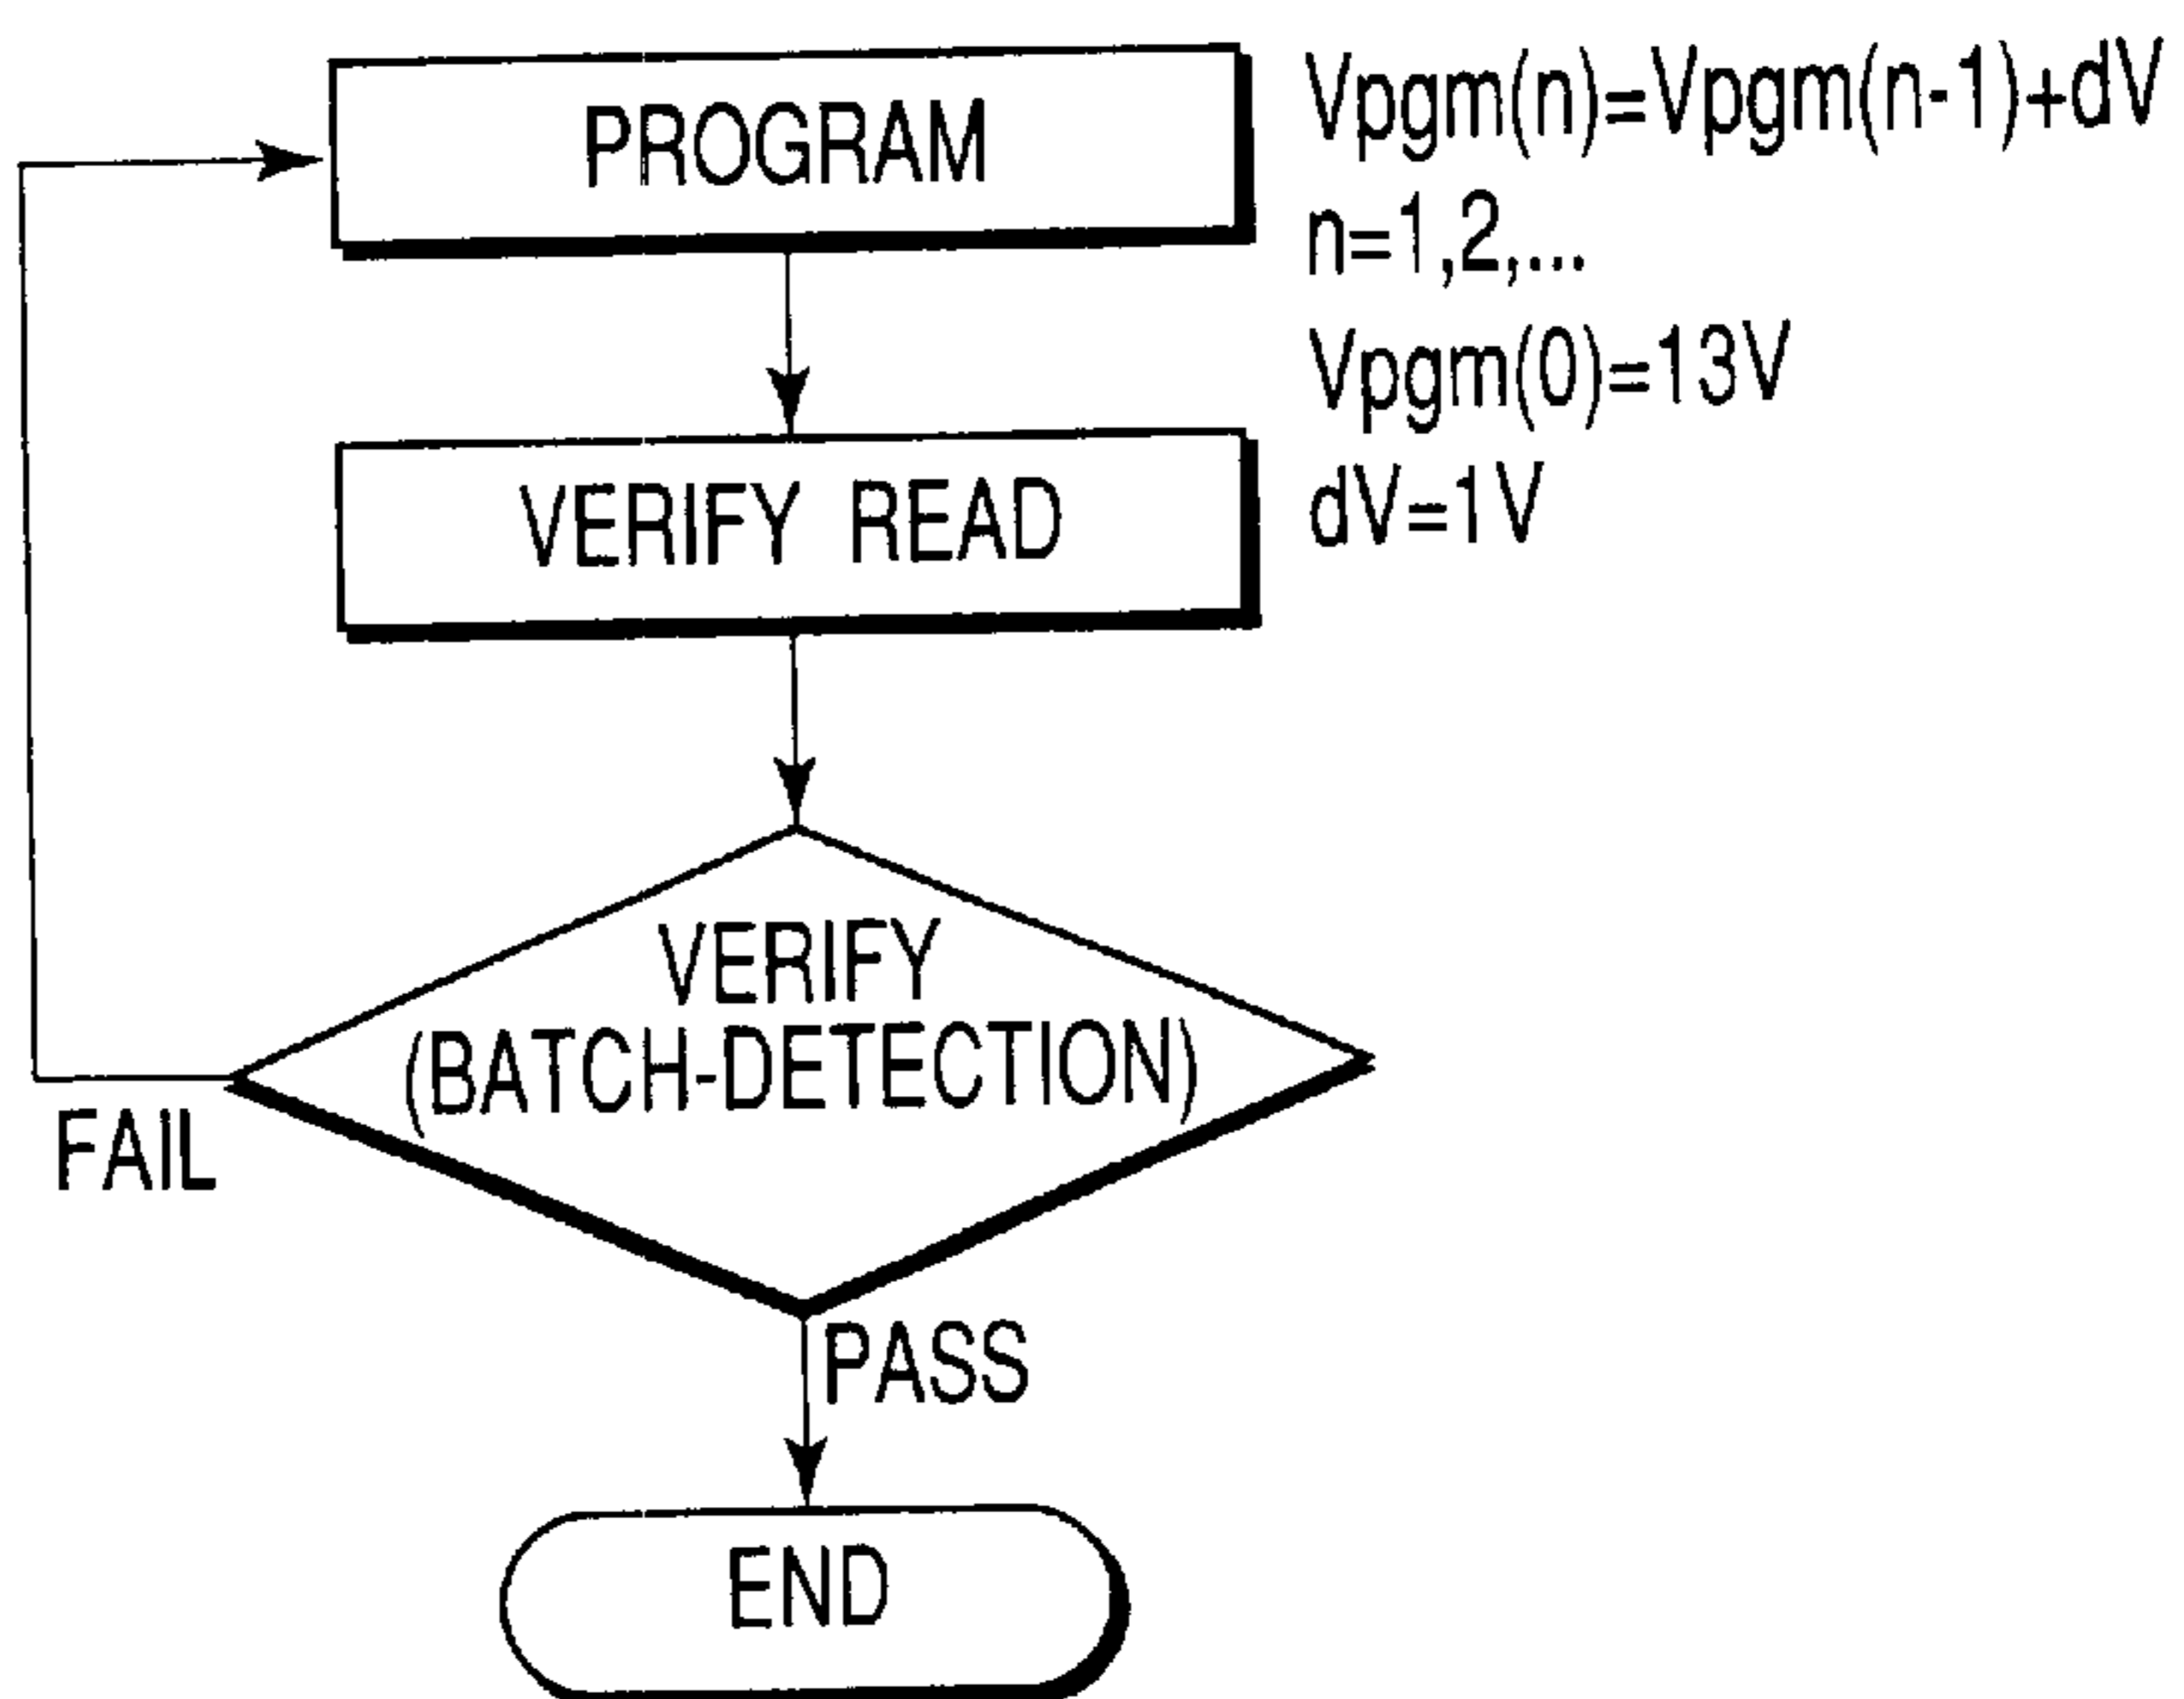 PROGRAM
Vpgm(n)=Vpgm(n-1)+dV
n=1,2,...
Vpgm(0)=13V
dV=1V
VERIFY READ
VERIFY
(BATCH-DETECTION)
FAIL
PASS
END